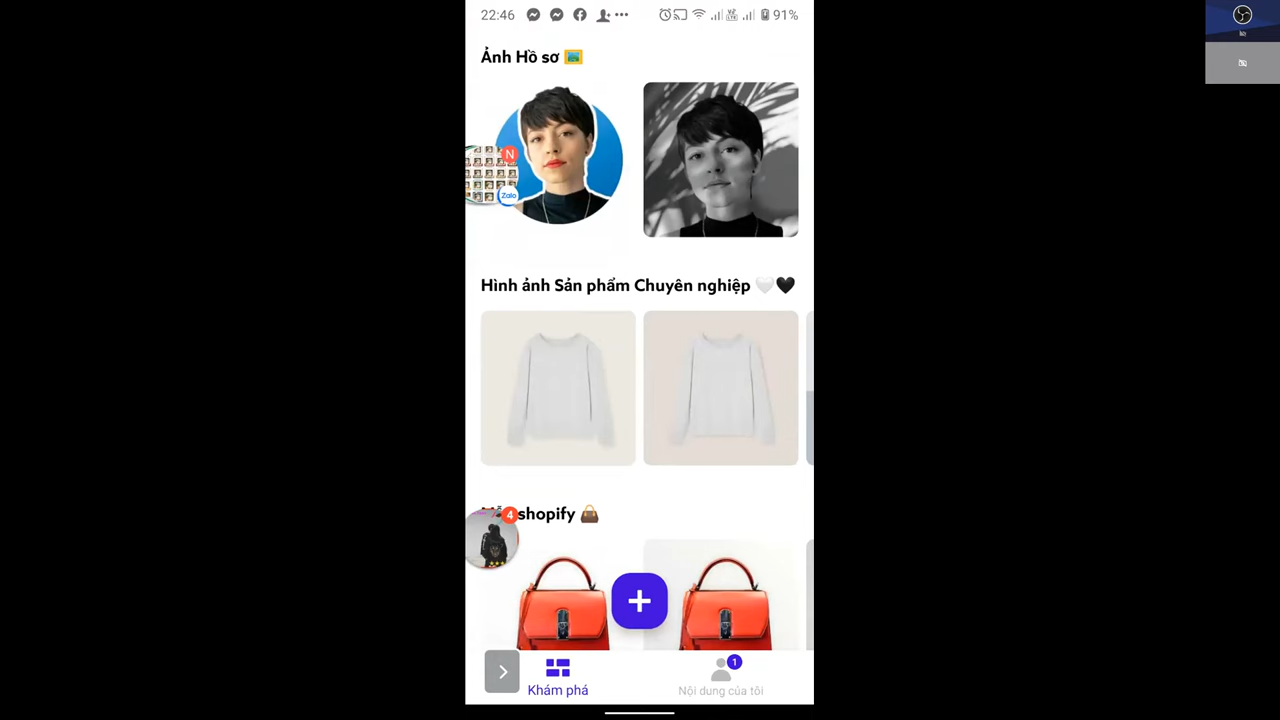 22:46
91%
Ảnh Hồ sơ
N
Zalo
Hình ảnh Sản phẩm Chuyên nghiệp
4
shopify
Khám phá
1
Nội dung của tôi